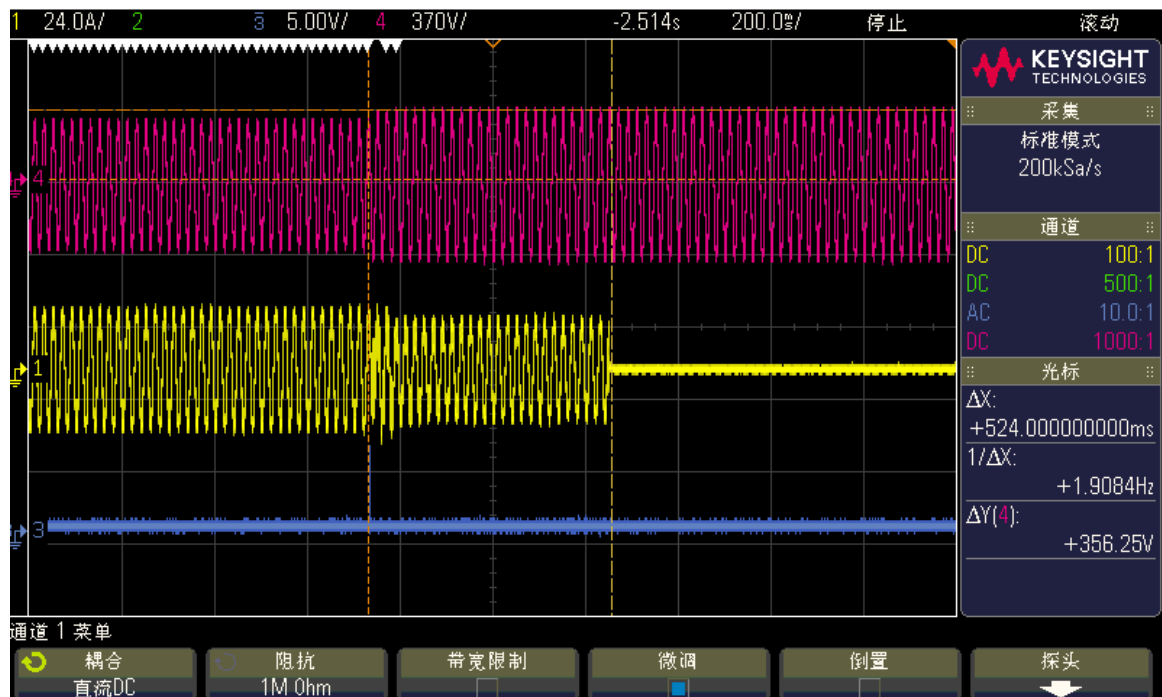 1 24.0A/ 2 3 5.00V/ 4 370V/ -2.514s 200.0ms/ 停止 滚动
KEYSIGHT
TECHNOLOGIES
采集
标准模式
200kSa/s
通道
DC 100:1
DC 500:1
AC 10.0:1
DC 1000:1
光标
ΔX:
+524.000000000ms
1/ΔX:
+1.9084Hz
ΔY(4):
+356.25V
4
1
3
通道 1 菜单
耦合 阻抗 带宽限制 微调 倒置 探头
直流DC 1M Ohm